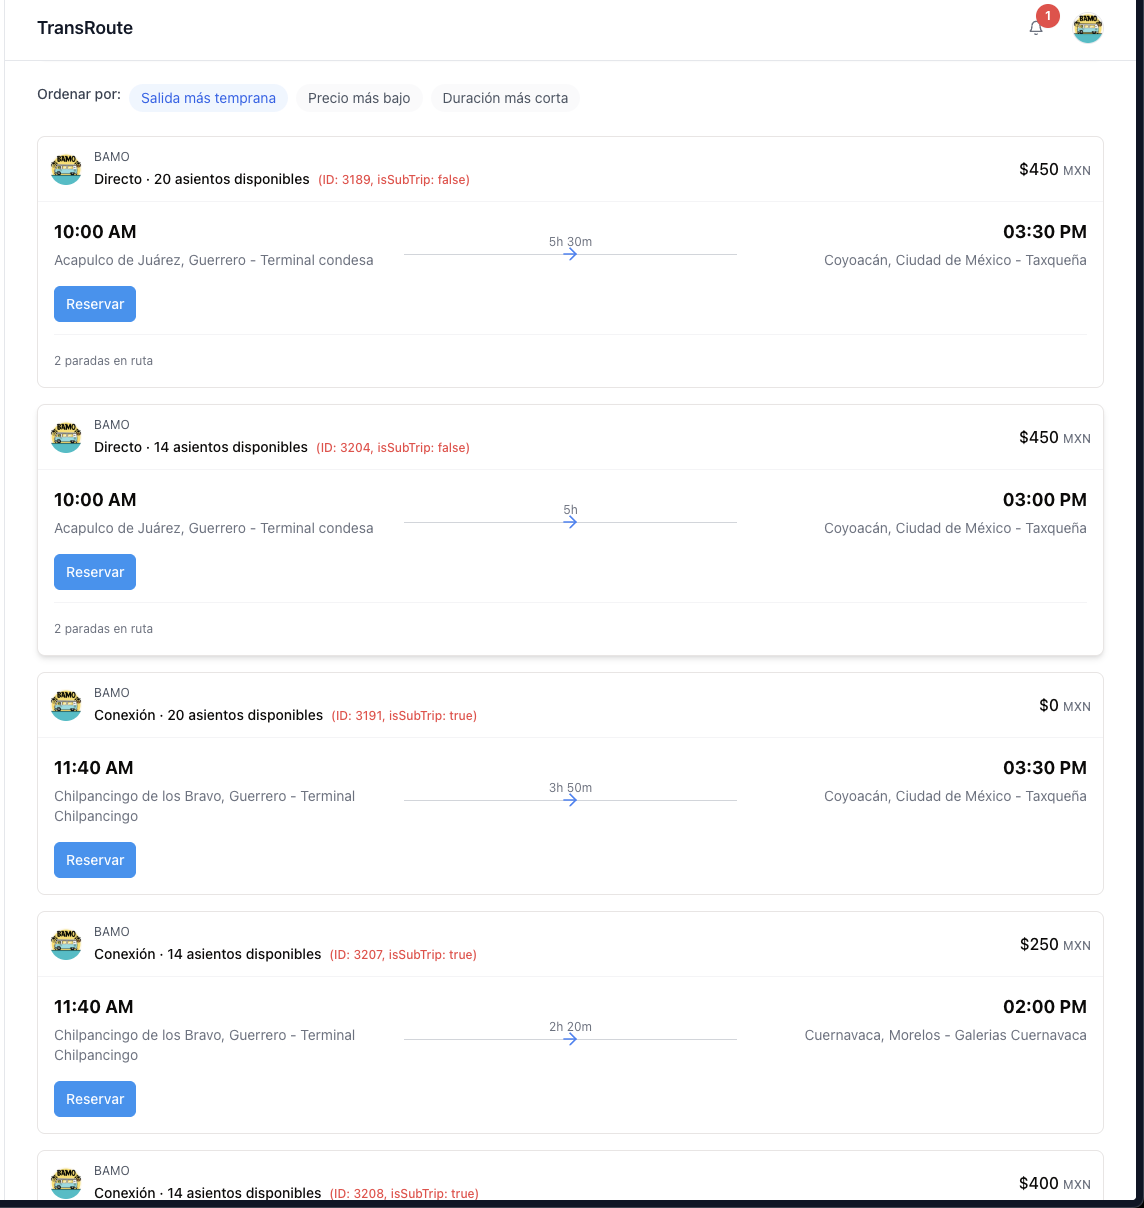 TransRoute
1
BAMO
Ordenar por: Salida más temprana Precio más bajo Duración más corta
BAMO
BAMO
Directo · 20 asientos disponibles (ID: 3189, isSubTrip: false)
$450 MXN
10:00 AM
5h 30m
03:30 PM
Acapulco de Juárez, Guerrero - Terminal condesa
Coyoacán, Ciudad de México - Taxqueña
Reservar
2 paradas en ruta
BAMO
BAMO
Directo · 14 asientos disponibles (ID: 3204, isSubTrip: false)
$450 MXN
10:00 AM
5h
03:00 PM
Acapulco de Juárez, Guerrero - Terminal condesa
Coyoacán, Ciudad de México - Taxqueña
Reservar
2 paradas en ruta
BAMO
BAMO
Conexión · 20 asientos disponibles (ID: 3191, isSubTrip: true)
$0 MXN
11:40 AM
3h 50m
03:30 PM
Chilpancingo de los Bravo, Guerrero - Terminal
Chilpancingo
Coyoacán, Ciudad de México - Taxqueña
Reservar
BAMO
BAMO
Conexión · 14 asientos disponibles (ID: 3207, isSubTrip: true)
$250 MXN
11:40 AM
2h 20m
02:00 PM
Chilpancingo de los Bravo, Guerrero - Terminal
Chilpancingo
Cuernavaca, Morelos - Galerias Cuernavaca
Reservar
BAMO
BAMO
Conexión · 14 asientos disponibles (ID: 3208, isSubTrip: true)
$400 MXN